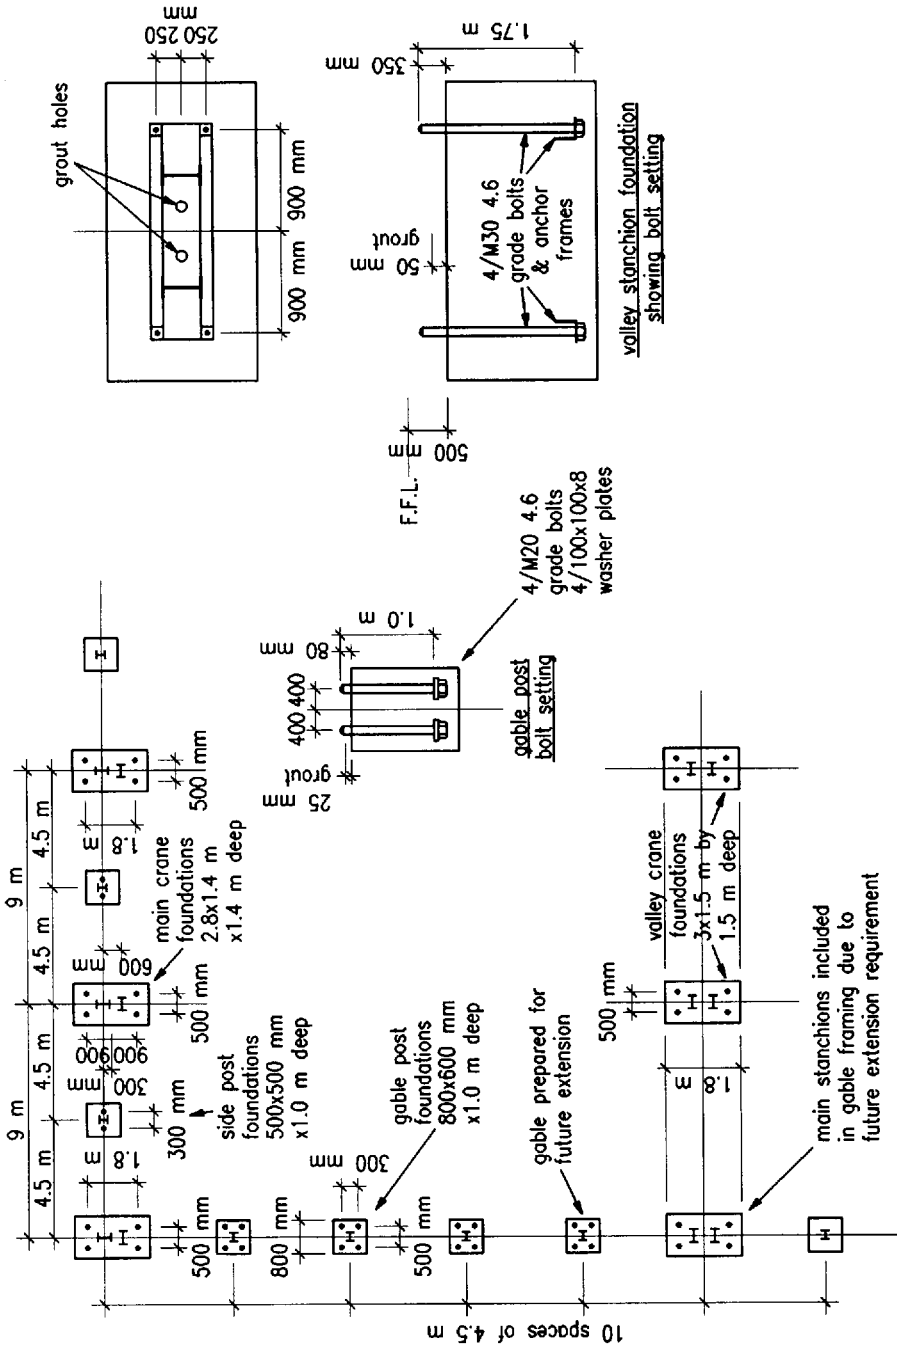 9 m
9 m
4.5 m
4.5 m
4.5 m
4.5 m
1.8 m
300 mm
300 mm
900 900
600 mm
1.8 m
500 mm
500 mm
500 mm
side post
foundations
500x500 mm
x1.0 m deep
main crane
foundations
2.8x1.4 m
x1.4 m deep
800 mm
300 mm
500 mm
gable post
foundations
800x600 mm
x1.0 m deep
gable prepared for
future extension
10 spaces of 4.5 m
1.8 m
500 mm
valley crane
foundations
3x1.5 m by
1.5 m deep
main stanchions included
in gable framing due to
future extension requirement
25 mm
grout
400 400
80 mm
1.0 m
gable post
bolt setting
4/M20 4.6
grade bolts
4/100x100x8
washer plates
grout holes
250 250
mm
900 mm
900 mm
F.F.L.
500 mm
50 mm
grout
350 mm
1.75 m
4/M30 4.6
grade bolts
& anchor
frames
valley stanchion foundation
showing bolt setting